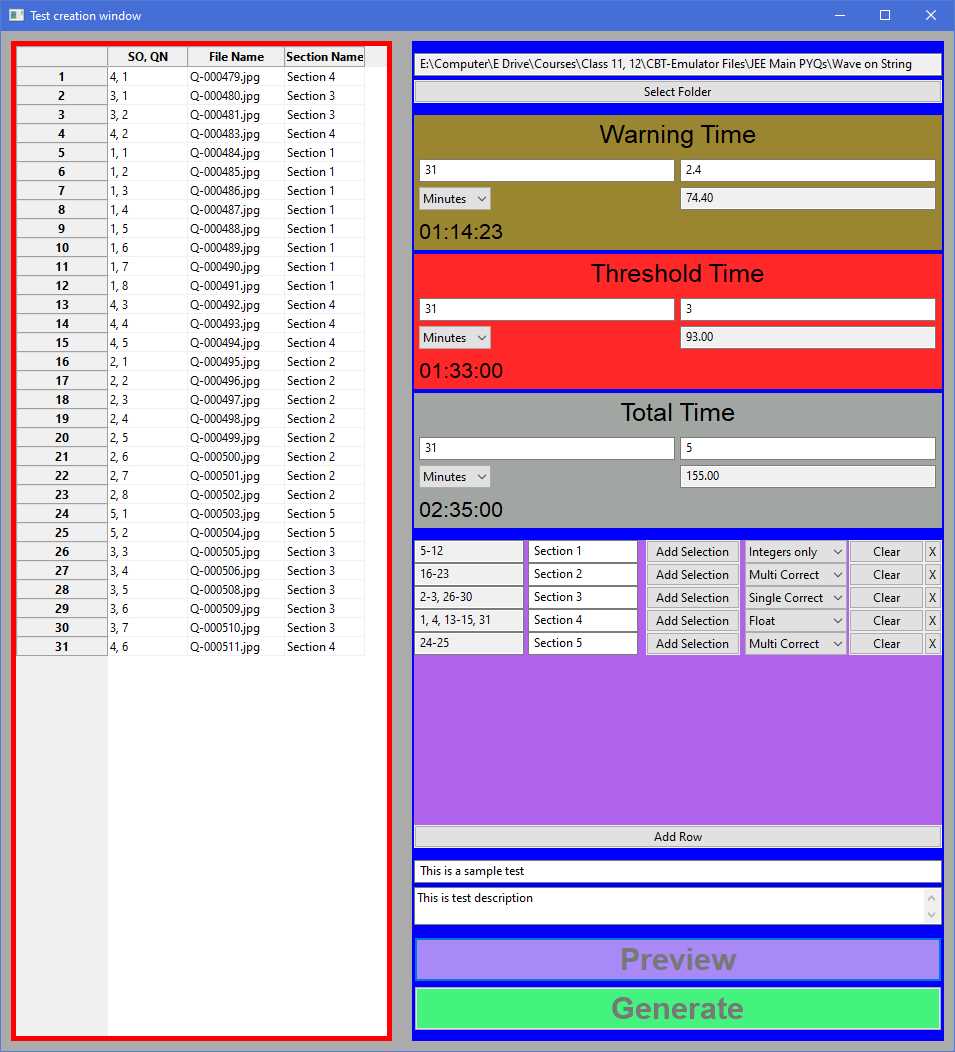 Test creation window
SO, QN File Name Section Name
1 4, 1 Q-000479.jpg Section 4
2 3, 1 Q-000480.jpg Section 3
3 3, 2 Q-000481.jpg Section 3
4 4, 2 Q-000483.jpg Section 4
5 1, 1 Q-000484.jpg Section 1
6 1, 2 Q-000485.jpg Section 1
7 1, 3 Q-000486.jpg Section 1
8 1, 4 Q-000487.jpg Section 1
9 1, 5 Q-000488.jpg Section 1
10 1, 6 Q-000489.jpg Section 1
11 1, 7 Q-000490.jpg Section 1
12 1, 8 Q-000491.jpg Section 1
13 4, 3 Q-000492.jpg Section 4
14 4, 4 Q-000493.jpg Section 4
15 4, 5 Q-000494.jpg Section 4
16 2, 1 Q-000495.jpg Section 2
17 2, 2 Q-000496.jpg Section 2
18 2, 3 Q-000497.jpg Section 2
19 2, 4 Q-000498.jpg Section 2
20 2, 5 Q-000499.jpg Section 2
21 2, 6 Q-000500.jpg Section 2
22 2, 7 Q-000501.jpg Section 2
23 2, 8 Q-000502.jpg Section 2
24 5, 1 Q-000503.jpg Section 5
25 5, 2 Q-000504.jpg Section 5
26 3, 3 Q-000505.jpg Section 3
27 3, 4 Q-000506.jpg Section 3
28 3, 5 Q-000508.jpg Section 3
29 3, 6 Q-000509.jpg Section 3
30 3, 7 Q-000510.jpg Section 3
31 4, 6 Q-000511.jpg Section 4
E:\Computer\E Drive\Courses\Class 11, 12\CBT-Emulator Files\JEE Main PYQs\Wave on String
Select Folder
Warning Time
31 2.4
Minutes 74.40
01:14:23
Threshold Time
31 3
Minutes 93.00
01:33:00
Total Time
31 5
Minutes 155.00
02:35:00
5-12 Section 1 Add Selection Integers only Clear X
16-23 Section 2 Add Selection Multi Correct Clear X
2-3, 26-30 Section 3 Add Selection Single Correct Clear X
1, 4, 13-15, 31 Section 4 Add Selection Float Clear X
24-25 Section 5 Add Selection Multi Correct Clear X
Add Row
This is a sample test
This is test description
Preview
Generate